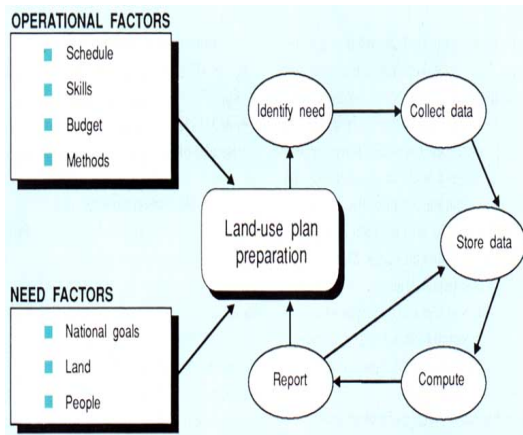 OPERATIONAL FACTORS
Schedule
Skills
Budget
Methods
Identify need
Collect data
Land-use plan
preparation
Store data
NEED FACTORS
National goals
Land
People
Report
Compute